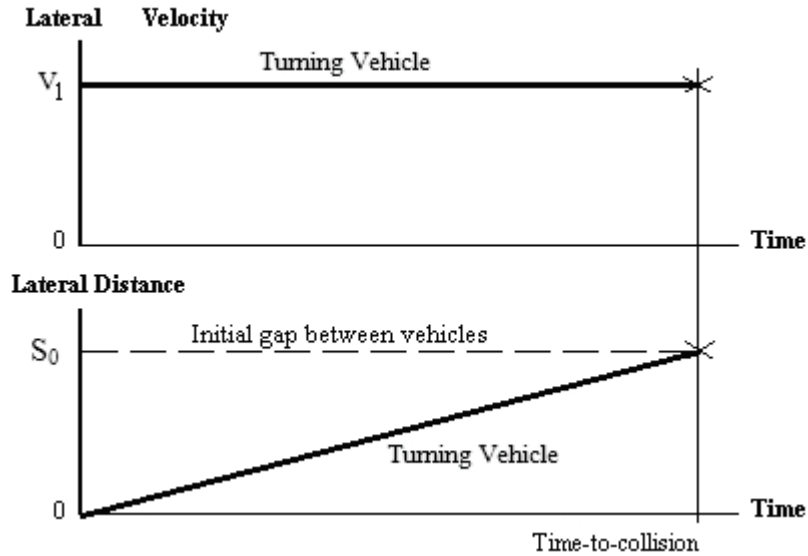 Lateral Velocity
Turning Vehicle
V1
0
Time
Lateral Distance
Initial gap between vehicles
S0
Turning Vehicle
0
Time
Time-to-collision